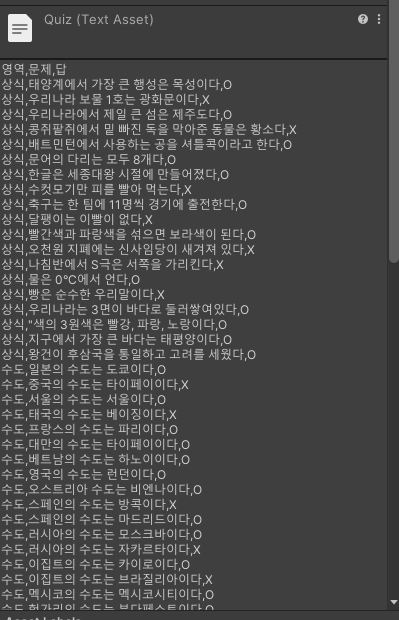 Quiz (Text Asset)
영역,문제,답
상식,태양계에서 가장 큰 행성은 목성이다,O
상식,우리나라 보물 1호는 광화문이다,X
상식,우리나라에서 제일 큰 섬은 제주도다,O
상식,콩쥐팥쥐에서 밑 빠진 독을 막아준 동물은 황소다,X
상식,배트민턴에서 사용하는 공을 셔틀콕이라고 한다,O
상식,문어의 다리는 모두 8개다,O
상식,한글은 세종대왕 시절에 만들어졌다,O
상식,수컷모기만 피를 빨아 먹는다,X
상식,축구는 한 팀에 11명씩 경기에 출전한다,O
상식,달팽이는 이빨이 없다,X
상식,빨간색과 파랑색을 섞으면 보라색이 된다,O
상식,오천원 지폐에는 신사임당이 새겨져 있다,X
상식,나침반에서 S극은 서쪽을 가리킨다,X
상식,물은 0℃에서 언다,O
상식,빵은 순수한 우리말이다,X
상식,우리나라는 3면이 바다로 둘러쌓여있다,O
상식,"색의 3원색은 빨강, 파랑, 노랑이다,O
상식,지구에서 가장 큰 바다는 태평양이다,O
상식,왕건이 후삼국을 통일하고 고려를 세웠다,O
수도,일본의 수도는 도쿄이다,O
수도,중국의 수도는 타이페이이다,X
수도,서울의 수도는 서울이다,O
수도,태국의 수도는 베이징이다,X
수도,프랑스의 수도는 파리이다,O
수도,대만의 수도는 타이페이이다,O
수도,베트남의 수도는 하노이이다,O
수도,영국의 수도는 런던이다,O
수도,오스트리아 수도는 비엔나이다,O
수도,스페인의 수도는 방콕이다,X
수도,스페인의 수도는 마드리드이다,O
수도,러시아의 수도는 모스크바이다,O
수도,러시아의 수도는 자카르타이다,X
수도,이집트의 수도는 카이로이다,O
수도,이집트의 수도는 브라질리아이다,X
수도,멕시코의 수도는 멕시코시티이다,O
수도,헝가리의 수도는 부다페스트이다,O